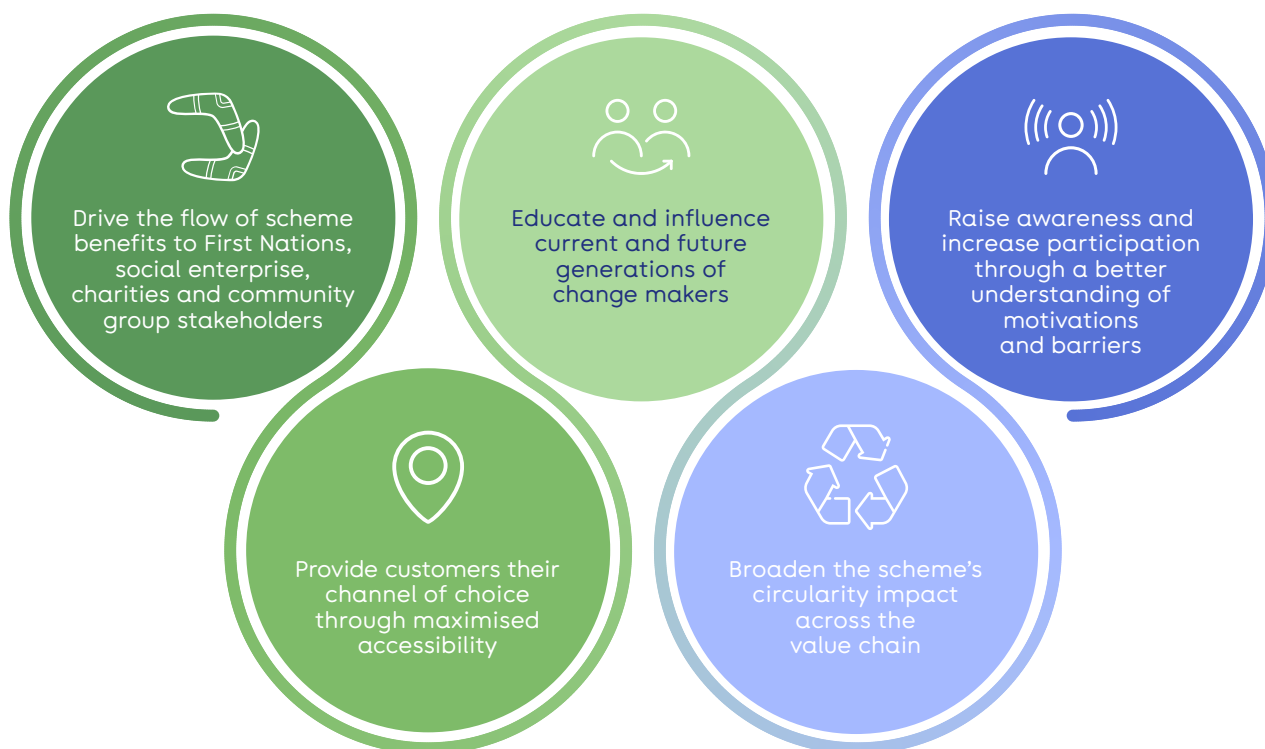 Drive the flow of scheme
benefits to First Nations,
social enterprise,
charities and community
group stakeholders
Provide customers their
channel of choice
through maximised
accessibility
Educate and influence
current and future
generations of
change makers
Broaden the scheme's
circularity impact
across the
value chain
Raise awareness and
increase participation
through a better
understanding of
motivations
and barriers